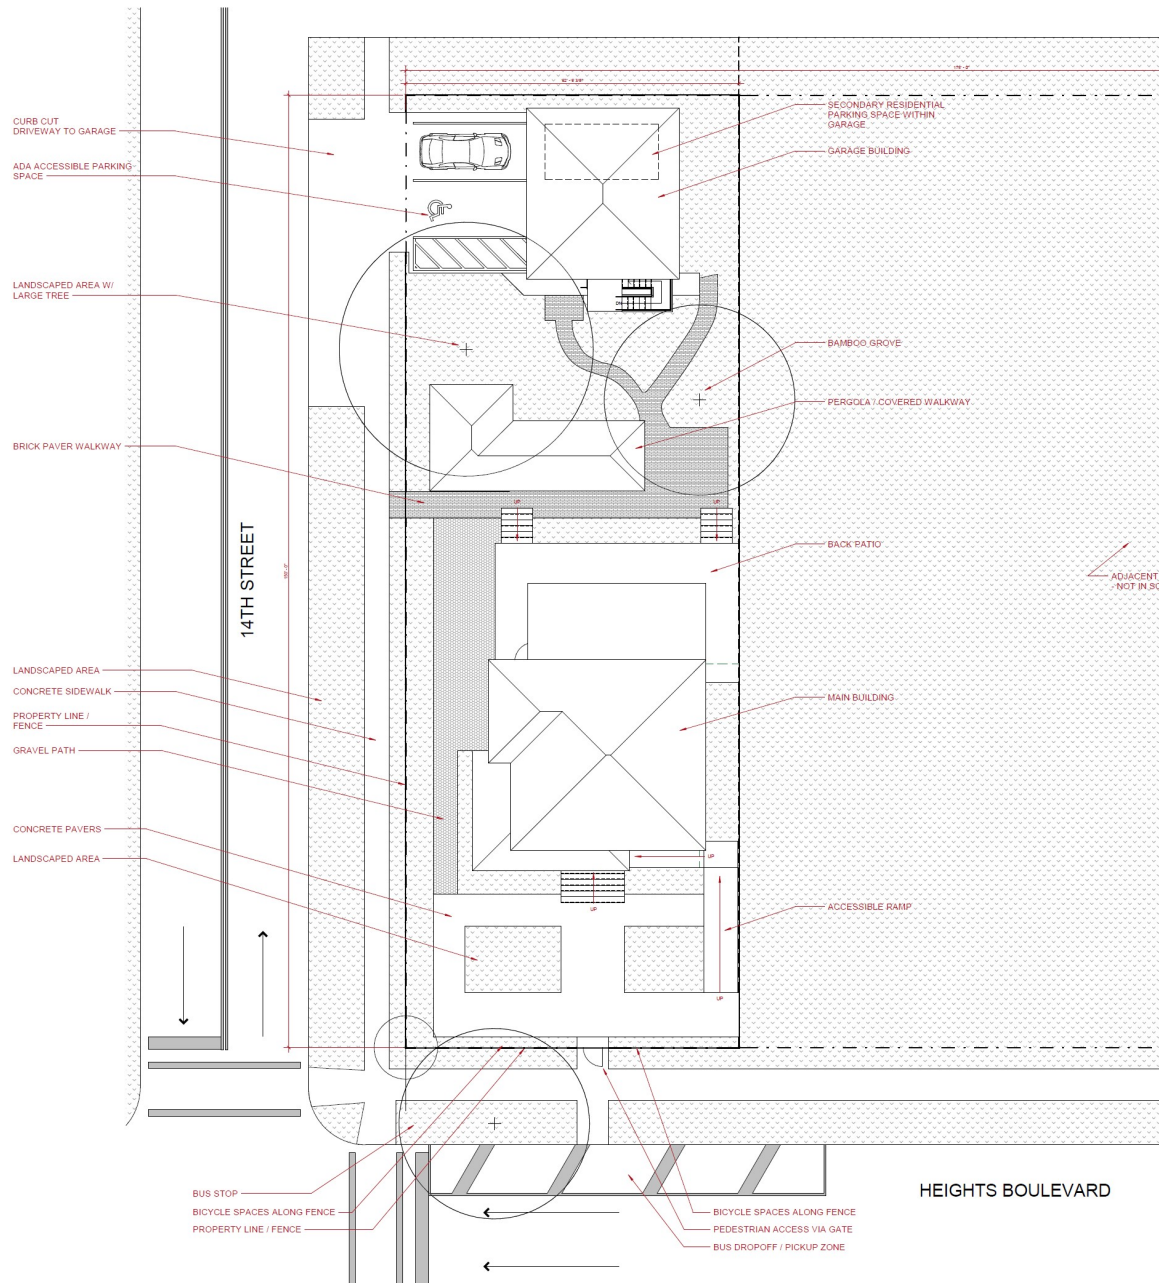 CURB CUT
DRIVEWAY TO GARAGE
ADA ACCESSIBLE PARKING
SPACE
LANDSCAPED AREA W/
LARGE TREE
BRICK PAVER WALKWAY
14TH STREET
LANDSCAPED AREA
CONCRETE SIDEWALK
PROPERTY LINE /
FENCE
GRAVEL PATH
CONCRETE PAVERS
LANDSCAPED AREA
SECONDARY RESIDENTIAL
PARKING SPACE WITHIN
GARAGE
GARAGE BUILDING
DN
BAMBOO GROVE
PERGOLA / COVERED WALKWAY
UP
UP
BACK PATIO
ADJACENT
- NOT IN
MAIN BUILDING
UP
UP
ACCESSIBLE RAMP
UP
BUS STOP
BICYCLE SPACES ALONG FENCE
PROPERTY LINE / FENCE
BICYCLE SPACES ALONG FENCE
PEDESTRIAN ACCESS VIA GATE
BUS DROPOFF / PICKUP ZONE
HEIGHTS BOULEVARD